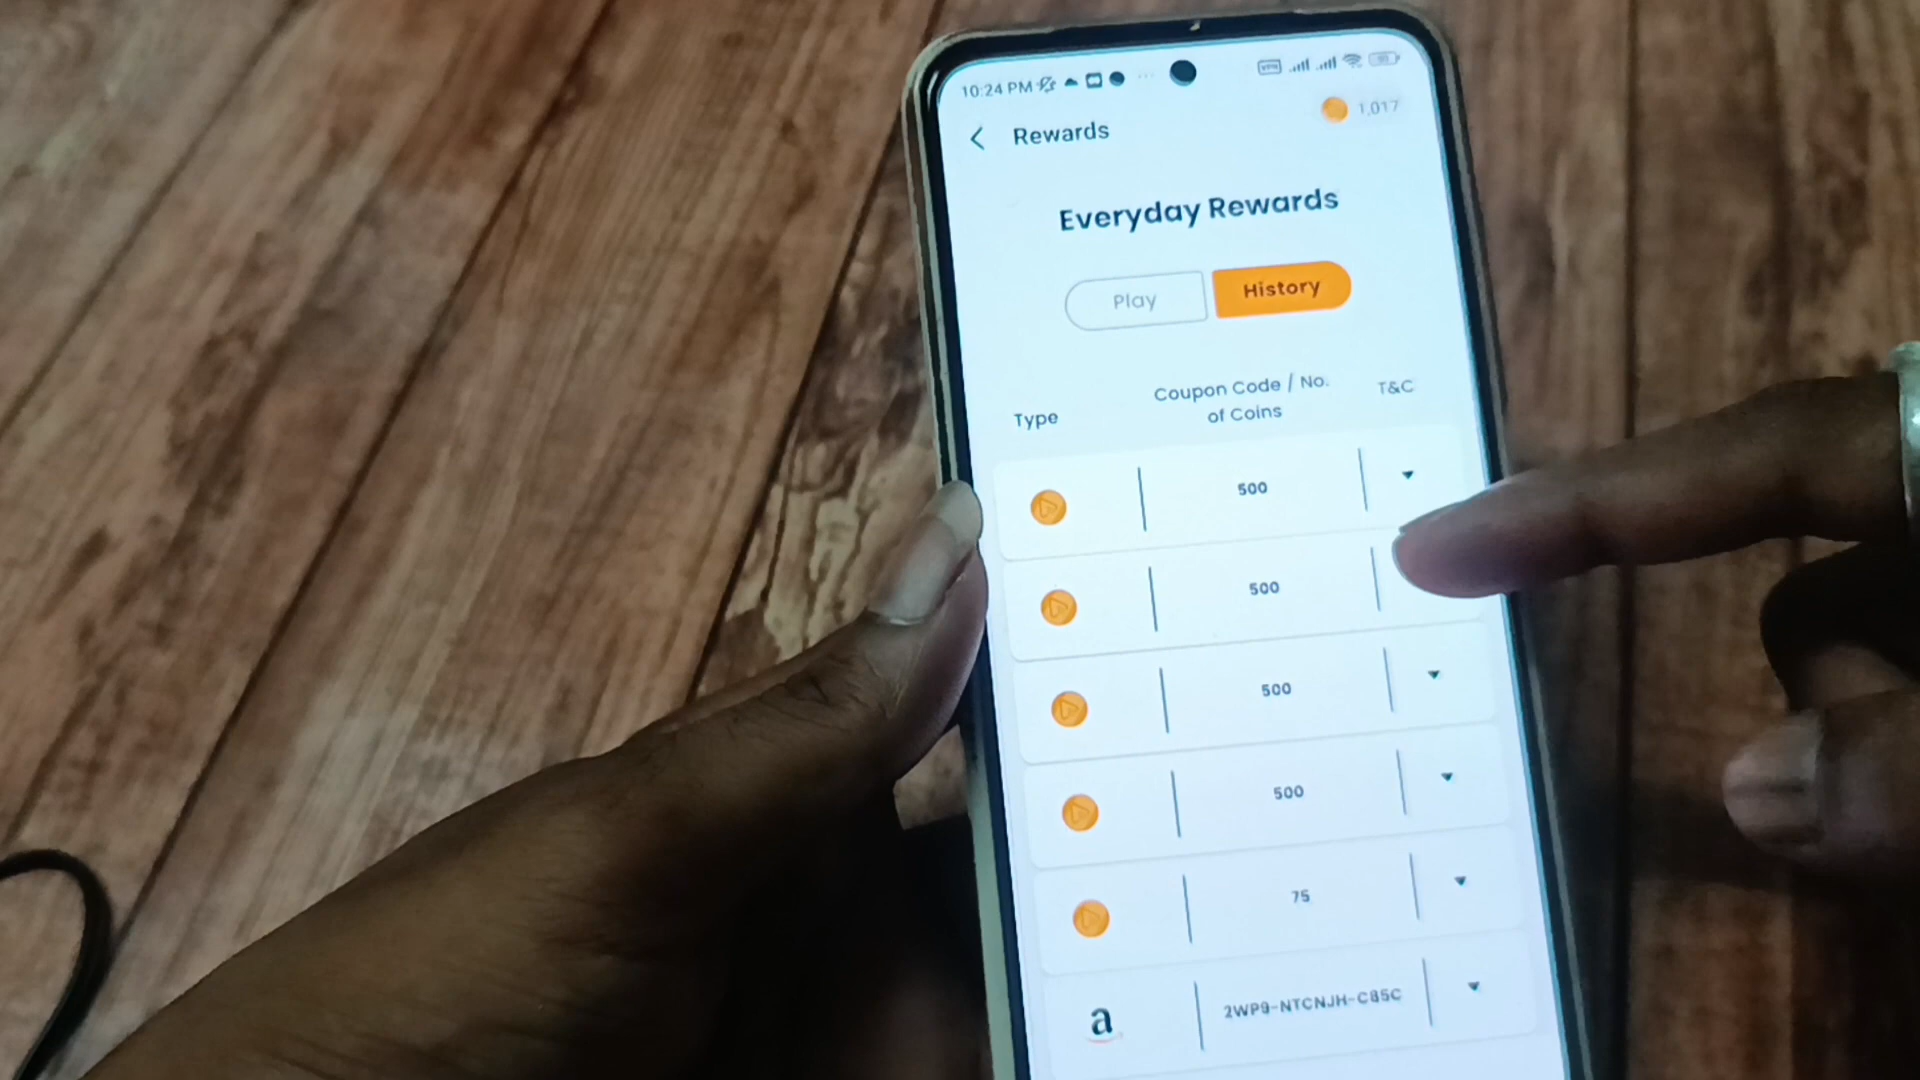 10:24 PM
1,017
Rewards
Everyday Rewards
Play
History
Type
Coupon Code / No.
of Coins
T&C
500
500
500
500
75
a
2WP9-NTCNJH-C85C